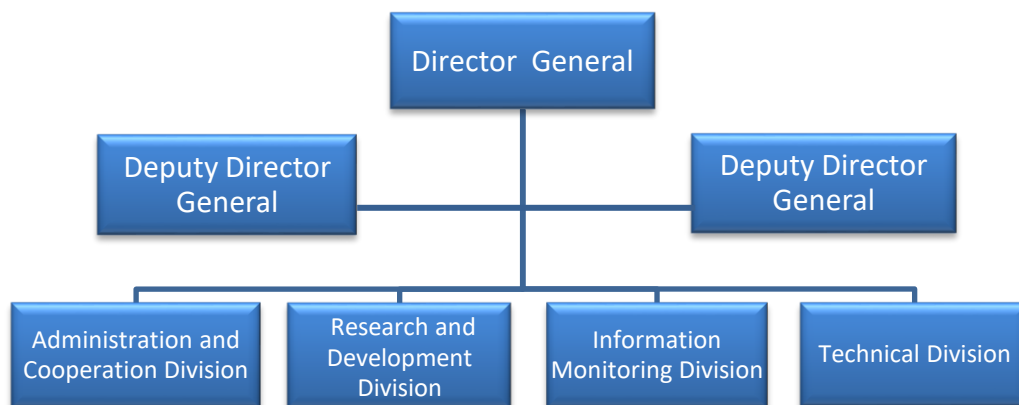 Director  General
Deputy Director
General
Deputy Director
General
Administration and
Cooperation Division
Research and
Development
Division
Information
Monitoring Division
Technical Division